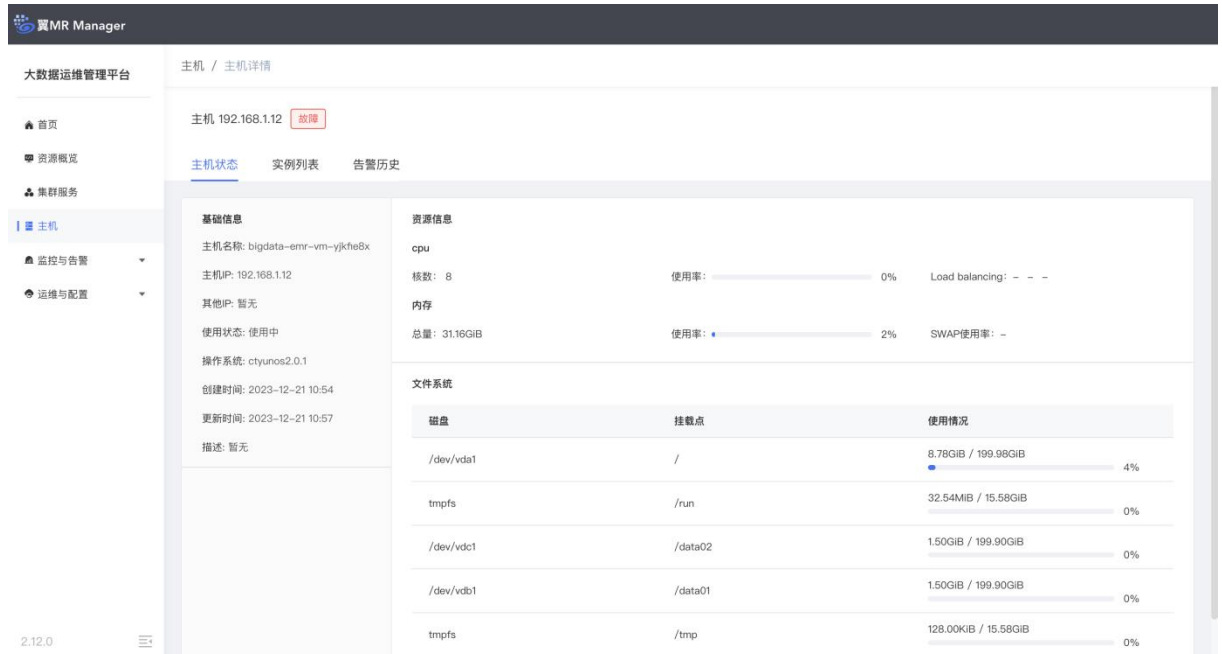 翼MR Manager
大数据运维管理平台
首页
资源概览
集群服务
主机
监控与告警
运维与配置
2.12.0
主机 / 主机详情
主机 192.168.1.12 故障
主机状态 实例列表 告警历史
基础信息
主机名称: bigdata-emr-vm-yjkfie8x
主机IP: 192.168.1.12
其他IP: 暂无
使用状态: 使用中
操作系统: ctyunos2.0.1
创建时间: 2023-12-21 10:54
更新时间: 2023-12-21 10:57
描述: 暂无
资源信息
cpu
核数: 8 使用率: 0% Load balancing: - - -
内存
总量: 31.16GiB 使用率: 2% SWAP使用率: -
文件系统
磁盘 挂载点 使用情况
/dev/vda1 / 8.78GiB / 199.98GiB 4%
tmpfs /run 32.54MiB / 15.58GiB 0%
/dev/vdc1 /data02 1.50GiB / 199.90GiB 0%
/dev/vdb1 /data01 1.50GiB / 199.90GiB 0%
tmpfs /tmp 128.00KiB / 15.58GiB 0%